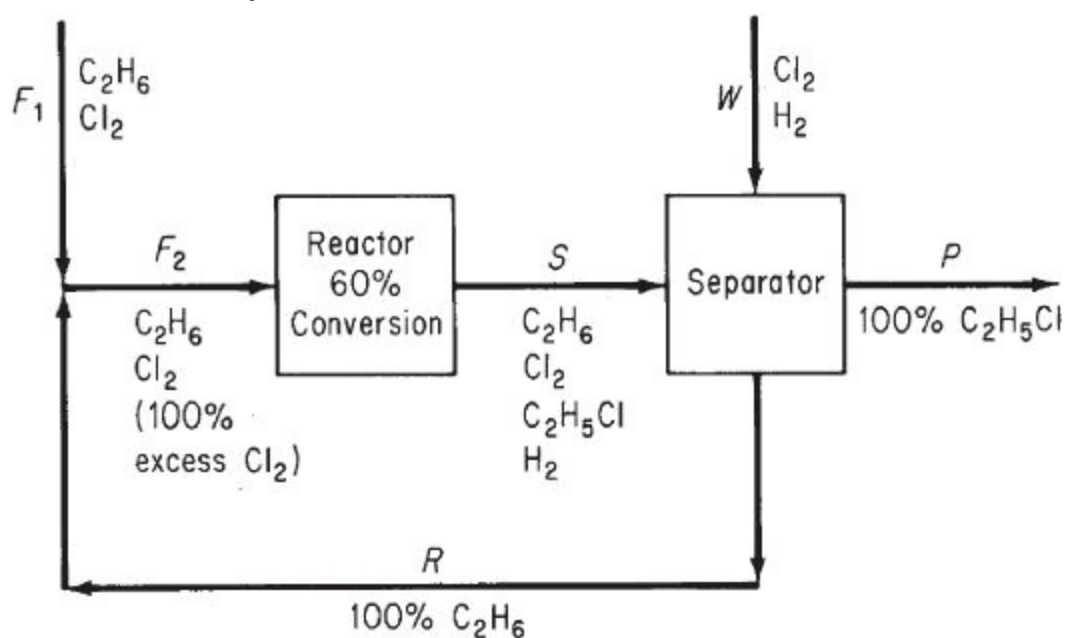 F₁
C₂H₆
Cl₂
W
Cl₂
H₂
F₂
C₂H₆
Cl₂
(100%
excess Cl₂)
Reactor
60%
Conversion
S
C₂H₆
Cl₂
C₂H₅Cl
H₂
Separator
P
100% C₂H₅Cl
R
100% C₂H₆